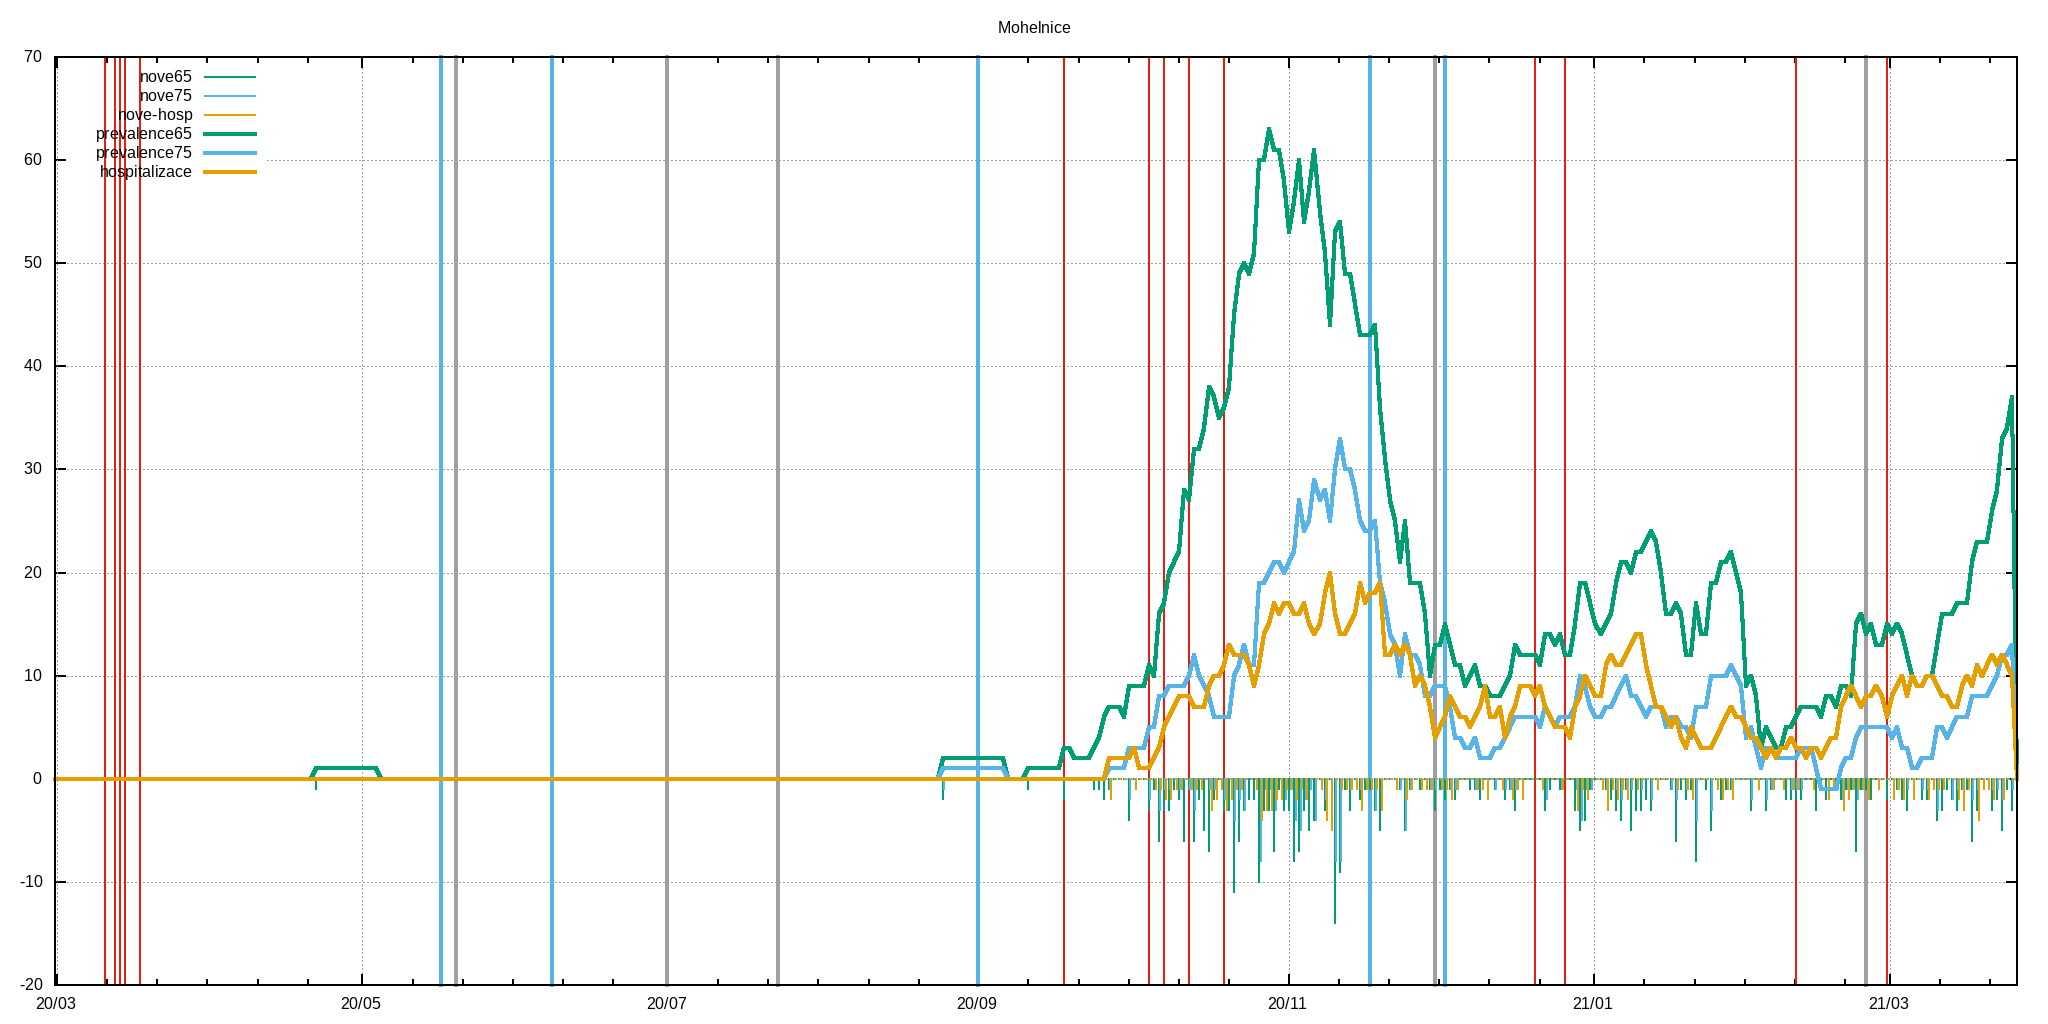 Mohelnice
70
nove65
nove75
nove-hosp
prevalence65
prevalence75
hospitalizace
60
50
40
30
20
10
0
-10
-20
20/03 20/05 20/07 20/09 20/11 21/01 21/03